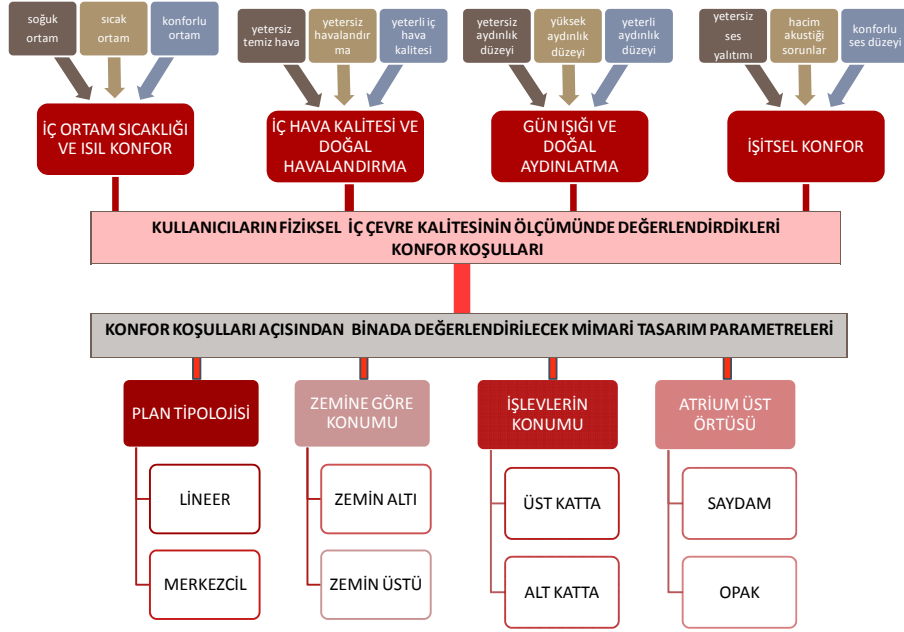 soğuk
ortam
sıcak
ortam
konforlu
ortam
yetersiz
temiz hava
yetersiz
havalandır
ma
yeterli iç
hava
kalitesi
yetersiz
aydınlık
düzeyi
yüksek
aydınlık
düzeyi
yeterli
aydınlık
düzeyi
yetersiz
ses
yalıtımı
hacim
akustiği
sorunlar
konforlu
ses düzeyi
İÇ ORTAM SICAKLIĞI
VE ISIL KONFOR
İÇ HAVA KALİTESİ VE
DOĞAL
HAVALANDIRMA
GÜN IŞIĞI VE
DOĞAL
AYDINLATMA
İŞİTSEL KONFOR
KULLANICILARIN FİZİKSEL İÇ ÇEVRE KALİTESİNİN ÖLÇÜMÜNDE DEĞERLENDİRDİKLERİ
KONFOR KOŞULLARI
KONFOR KOŞULLARI AÇISINDAN BİNADA DEĞERLENDİRİLECEK MİMARİ TASARIM PARAMETRELERİ
PLAN TİPOLOJİSİ
LİNEER
MERKEZCİL
ZEMİNE GÖRE
KONUMU
ZEMİN ALTI
ZEMİN ÜSTÜ
İŞLEVLERİN
KONUMU
ÜST KATTA
ALT KATTA
ATRIUM ÜST
ÖRTÜSÜ
SAYDAM
OPAK